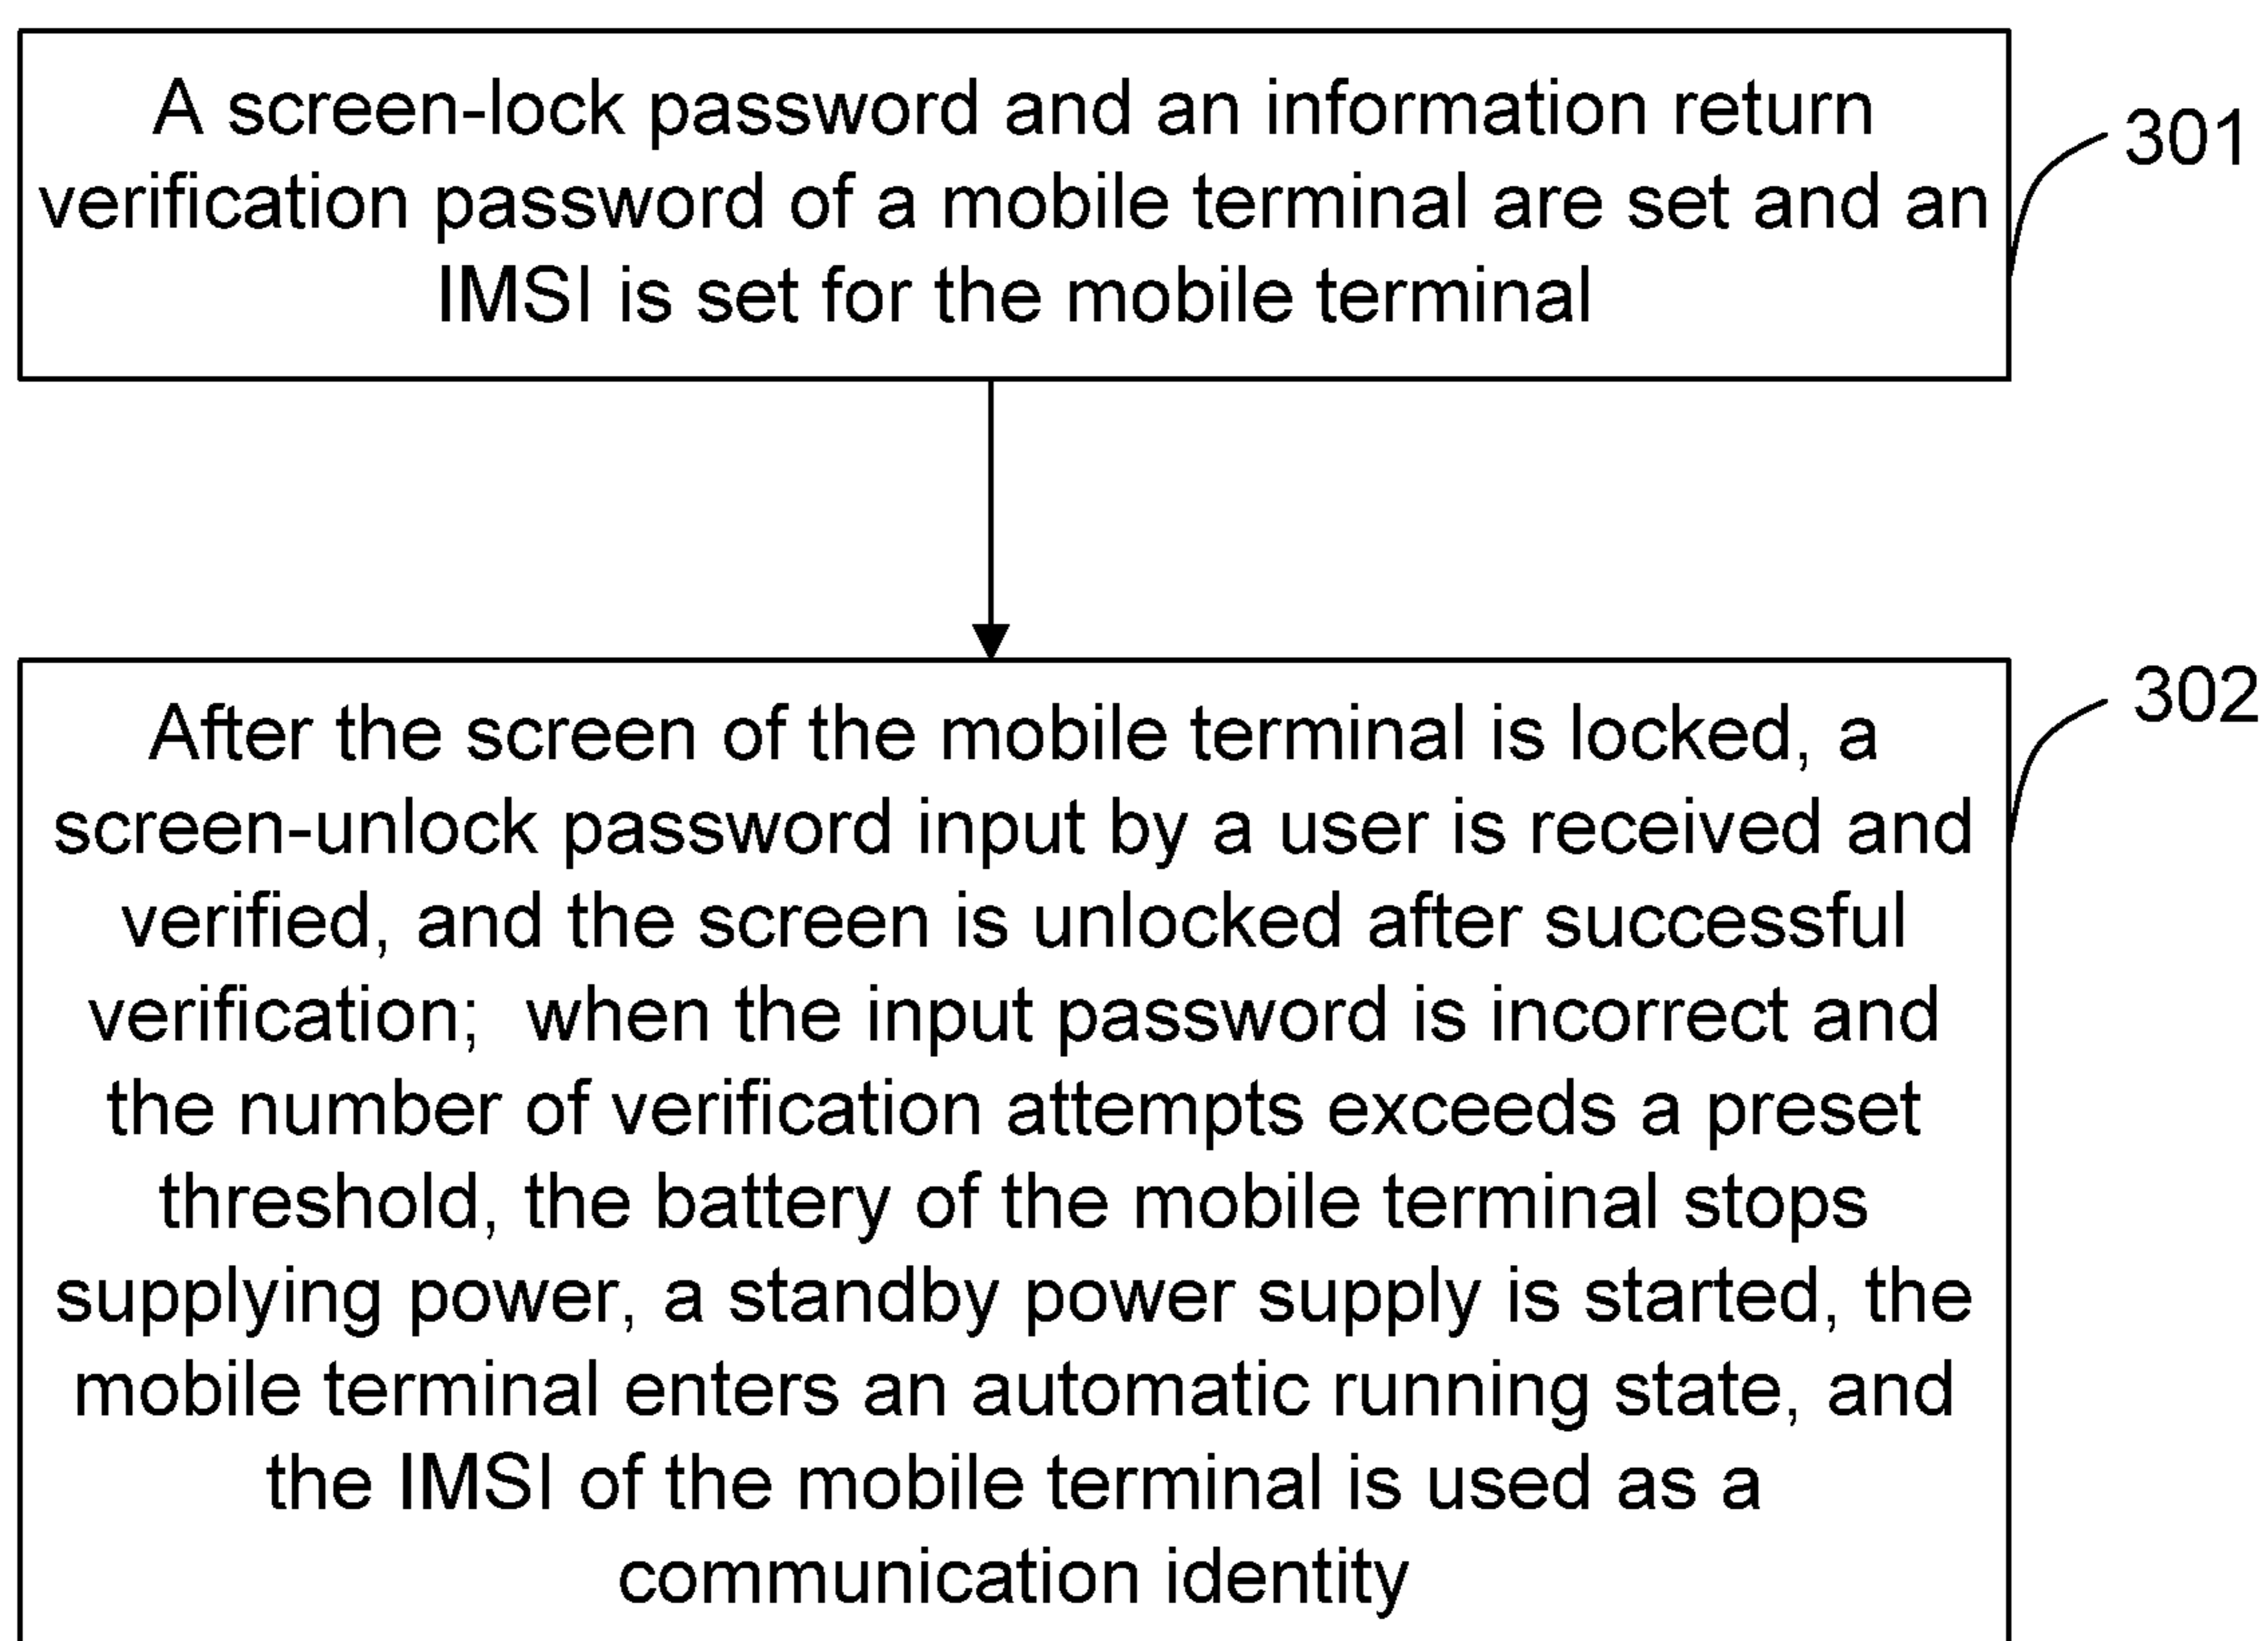 A screen-lock password and an information return
verification password of a mobile terminal are set and an
IMSI is set for the mobile terminal
301
After the screen of the mobile terminal is locked, a
screen-unlock password input by a user is received and
verified, and the screen is unlocked after successful
verification; when the input password is incorrect and
the number of verification attempts exceeds a preset
threshold, the battery of the mobile terminal stops
supplying power, a standby power supply is started, the
mobile terminal enters an automatic running state, and
the IMSI of the mobile terminal is used as a
communication identity
302